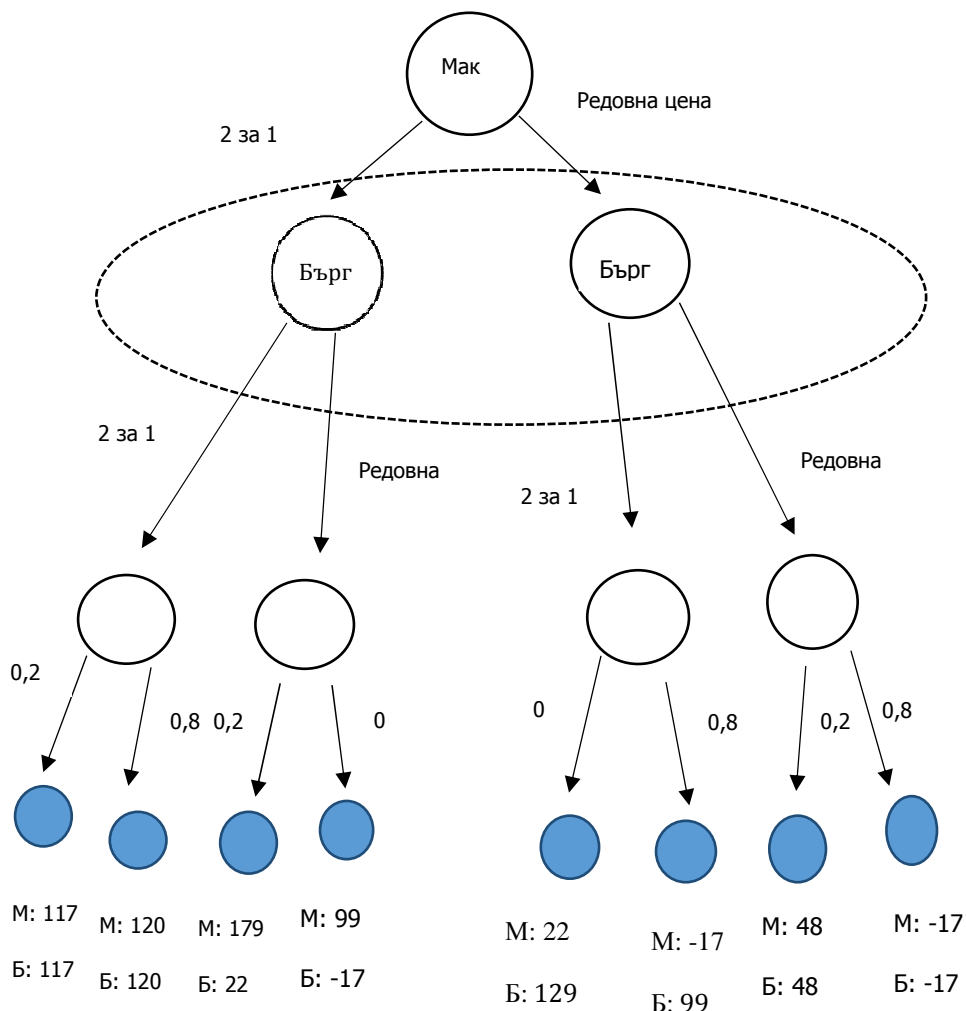 Мак
Редовна цена
2 за 1
Бърг
Бърг
2 за 1
Редовна
2 за 1
Редовна
0,2
0,8
0,2
0
0
0,8
0,2
0,8
М: 117
М: 120
М: 179
М: 99
М: 22
М: -17
М: 48
М: -17
Б: 117
Б: 120
Б: 22
Б: -17
Б: 129
Б: 99
Б: 48
Б: -17